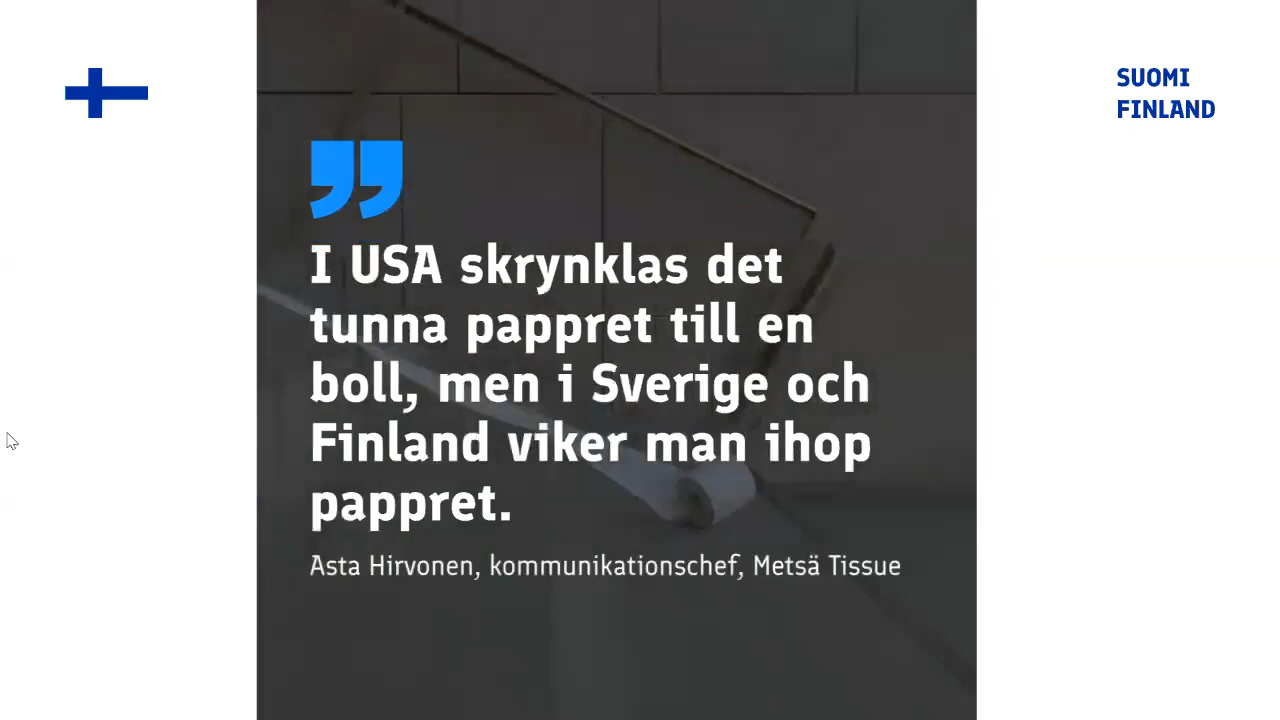 SUOMI
FINLAND
”
I USA skrynklas det
tunna pappret till en
boll, men i Sverige och
Finland viker man ihop
pappret.
Asta Hirvonen, kommunikationschef, Metsä Tissue